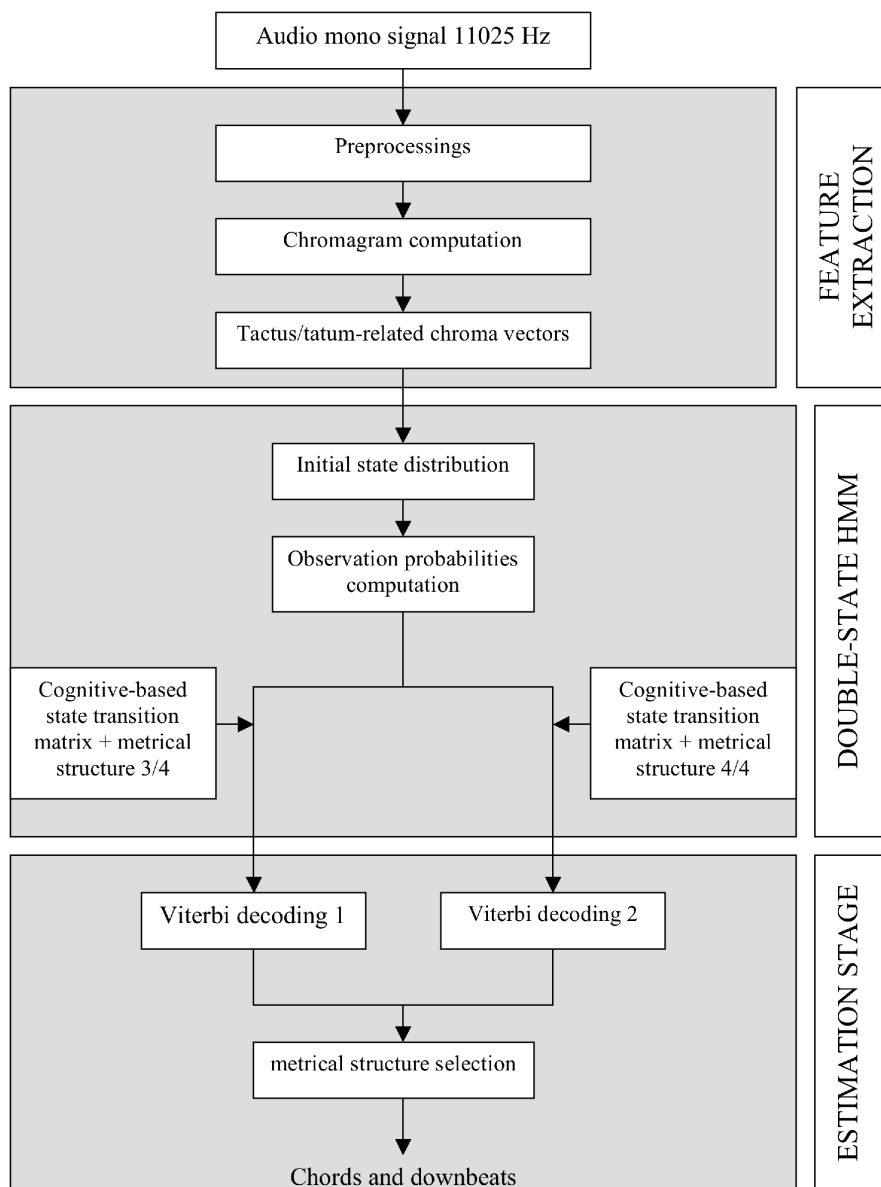 Audio mono signal 11025 Hz
Preprocessings
Chromagram computation
Tactus/tatum-related chroma vectors
FEATURE
EXTRACTION
Initial state distribution
Observation probabilities
computation
Cognitive-based
state transition
matrix + metrical
structure 3/4
Cognitive-based
state transition
matrix + metrical
structure 4/4
DOUBLE-STATE HMM
Viterbi decoding 1
Viterbi decoding 2
metrical structure selection
Chords and downbeats
ESTIMATION STAGE